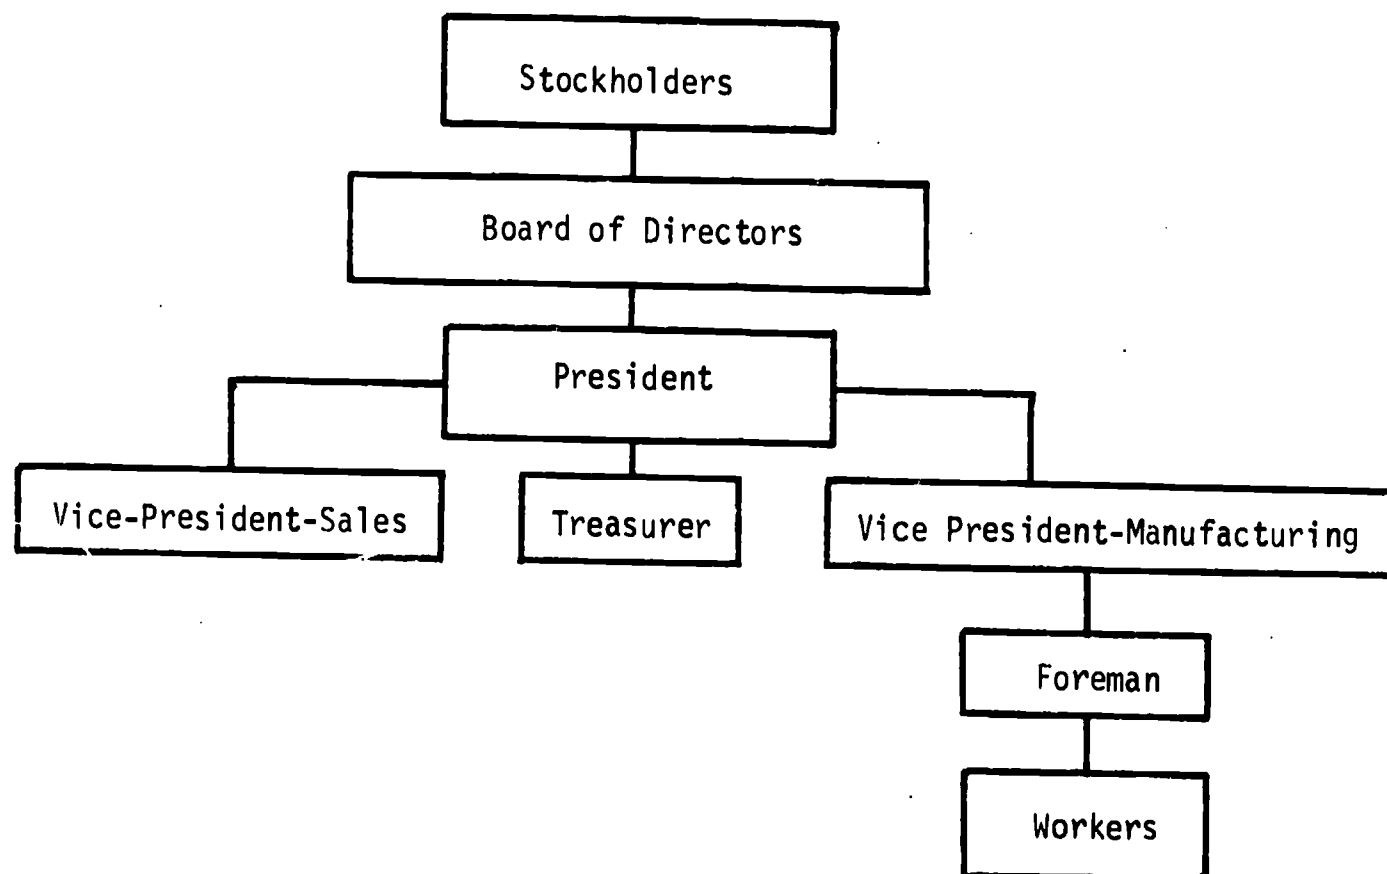 Stockholders
Board of Directors
President
Vice-President-Sales
Treasurer
Vice President-Manufacturing
Foreman
Workers